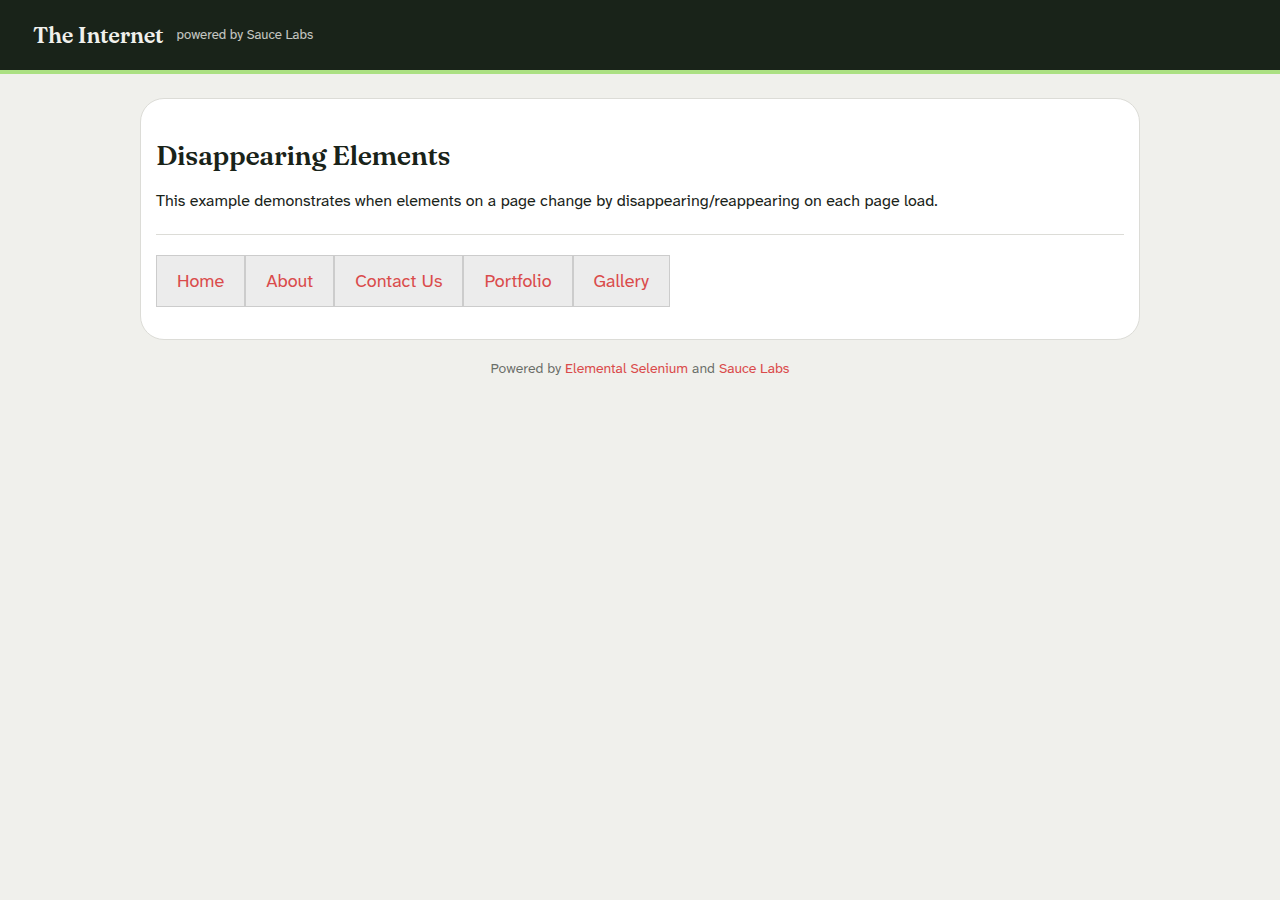 The Internet powered by Sauce Labs
Disappearing Elements
This example demonstrates when elements on a page change by disappearing/reappearing on each page load.
Home About Contact Us Portfolio Gallery
Powered by Elemental Selenium and Sauce Labs